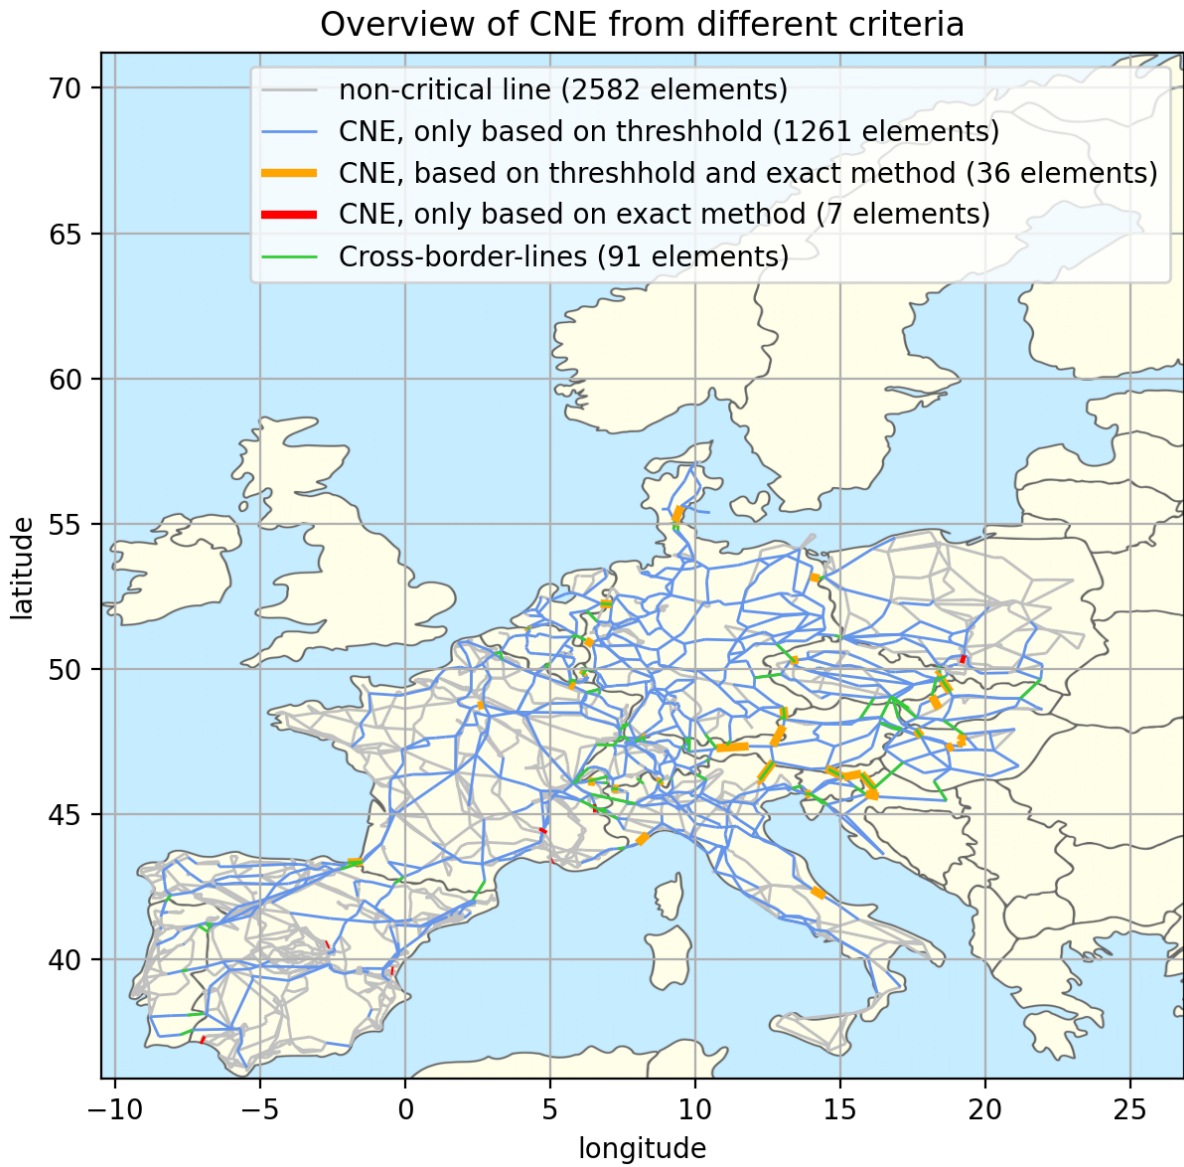 Overview of CNE from different criteria
non-critical line (2582 elements)
CNE, only based on threshhold (1261 elements)
CNE, based on threshhold and exact method (36 elements)
CNE, only based on exact method (7 elements)
Cross-border-lines (91 elements)
70
65
60
55
50
45
40
latitude
−10 −5 0 5 10 15 20 25
longitude